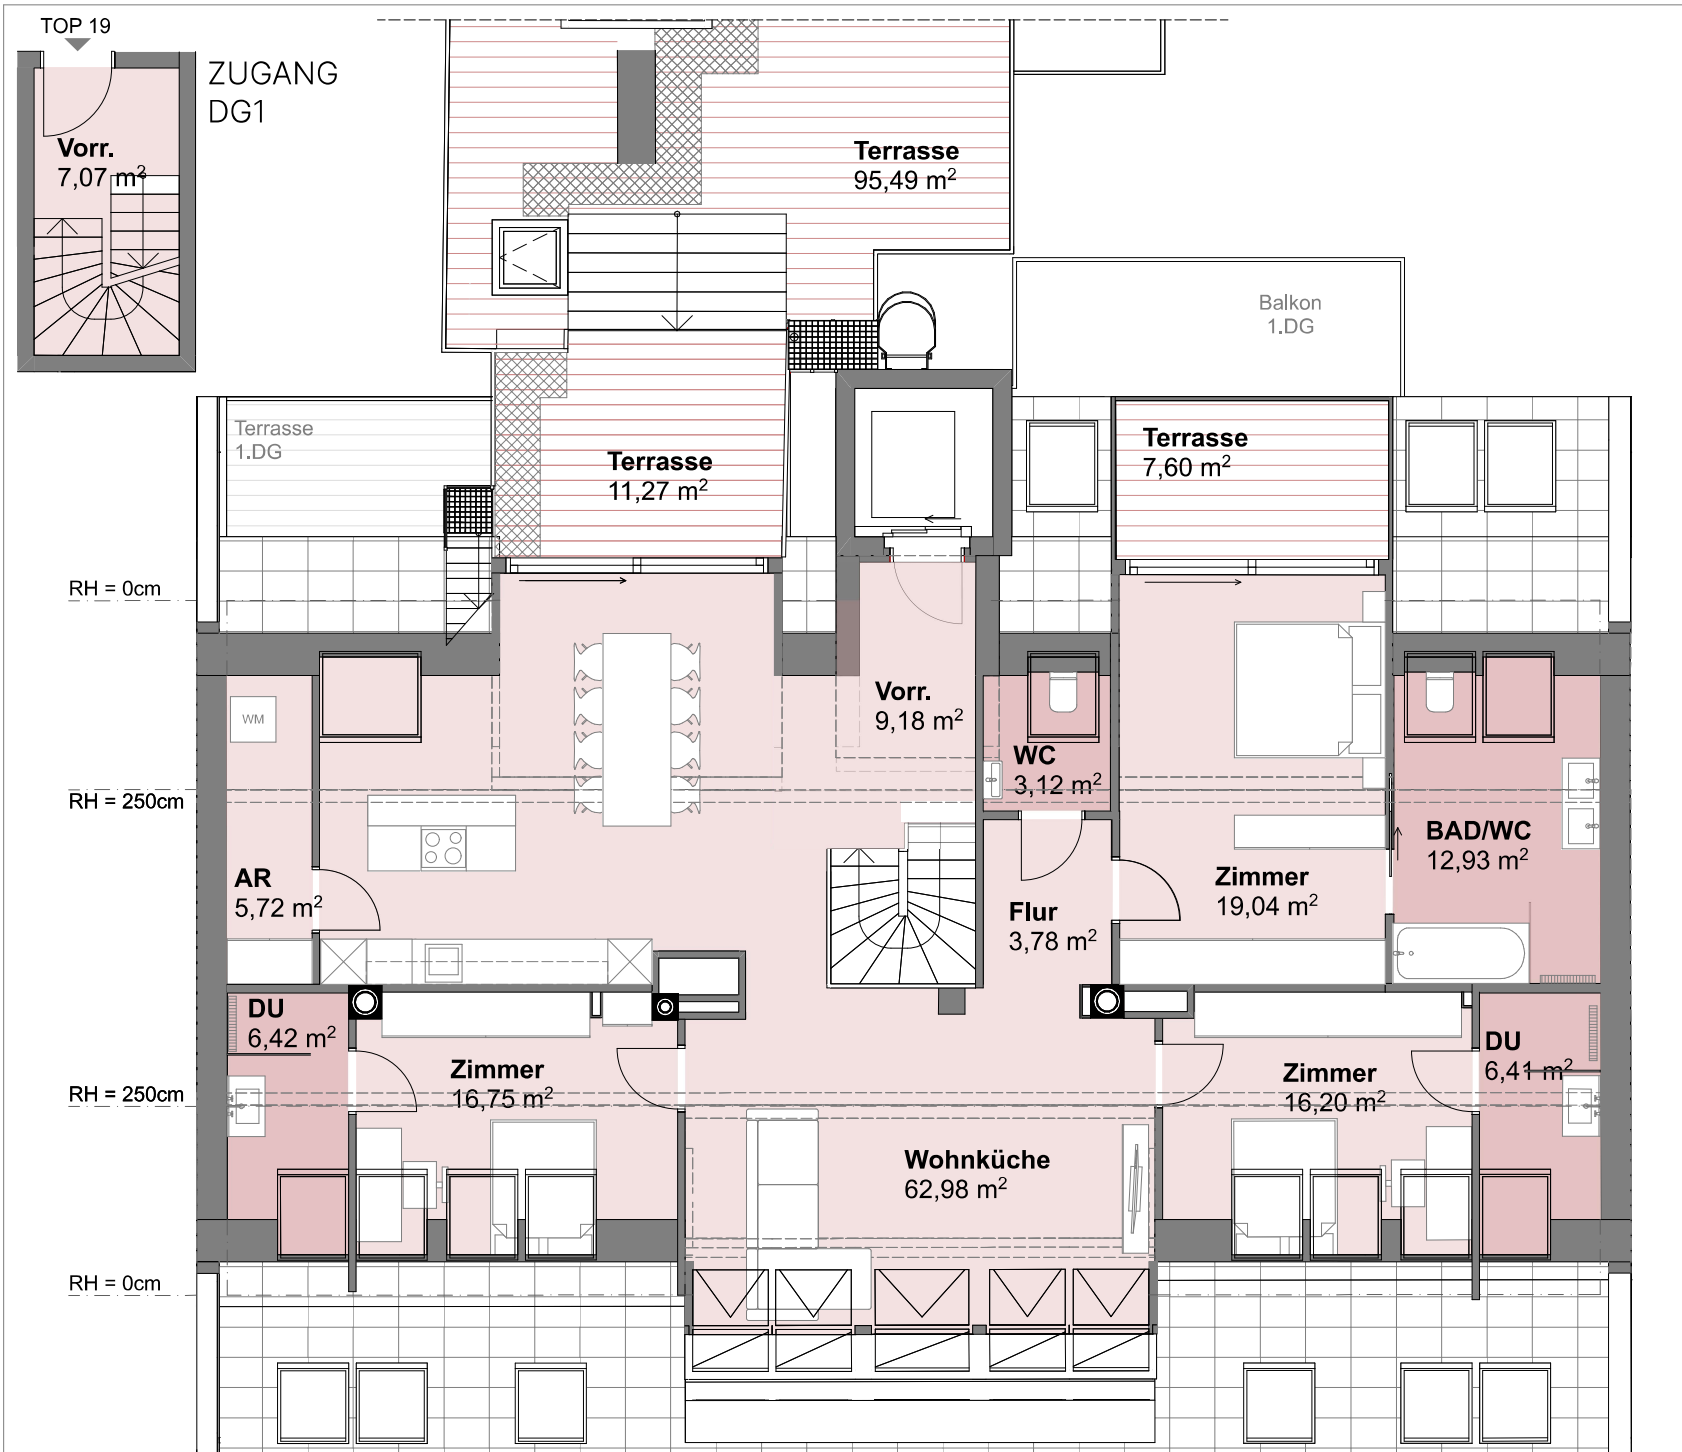 TOP 19
ZUGANG
DG1
Vorr.
7,07 m²
Terrasse
95,49 m²
Balkon
1.DG
Terrasse
1.DG
Terrasse
11,27 m²
Terrasse
7,60 m²
RH = 0cm
Vorr.
9,18 m²
WM
WC
3,12 m²
RH = 250cm
BAD/WC
12,93 m²
AR
5,72 m²
Zimmer
19,04 m²
Flur
3,78 m²
DU
6,42 m²
Zimmer
16,75 m²
Zimmer
16,20 m²
DU
6,41 m²
RH = 250cm
Wohnküche
62,98 m²
RH = 0cm